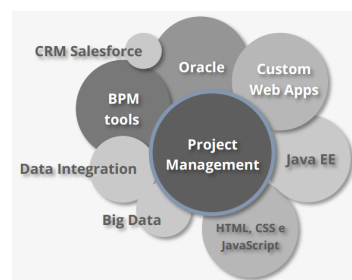 CRM Salesforce
Oracle
Custom
Web Apps
BPM
tools
Project
Management
Java EE
Data Integration
Big Data
HTML, CSS e
JavaScript